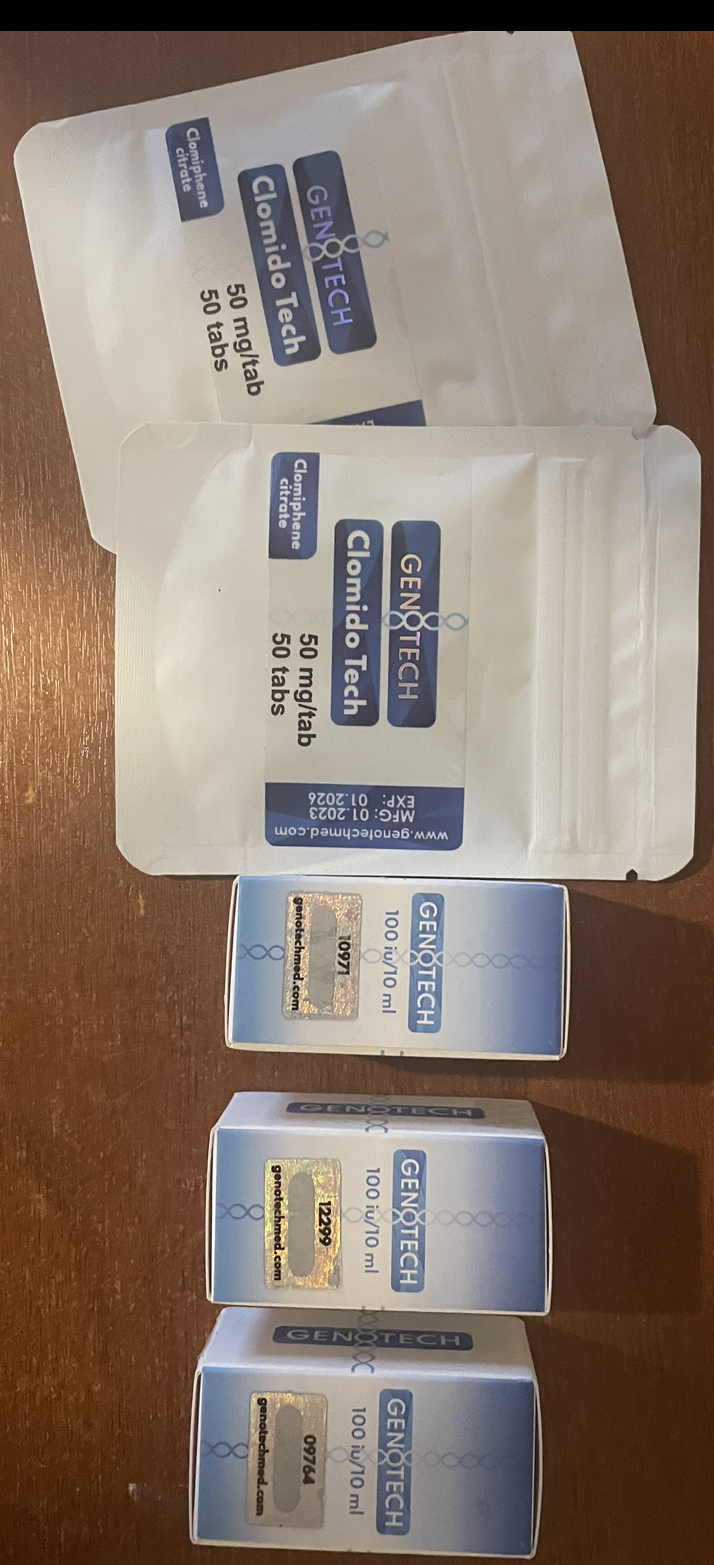 GENOTECH
Clomido Tech
Clomiphene
citrate
50 mg/tab
50 tabs
GENOTECH
Clomido Tech
Clomiphene
citrate
50 mg/tab
50 tabs
www.genotechmed.com
MFG: 01.2023
EXP: 01.2026
GENOTECH
100 iu/10 ml
10971
genotechmed.com
GENOTECH
GENOTECH
100 iu/10 ml
12299
genotechmed.com
GENOTECH
GENOTECH
100 iu/10 ml
09764
genotechmed.com